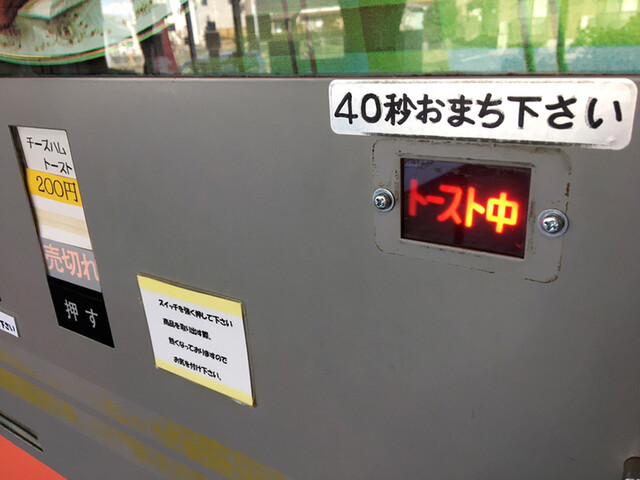 40秒おまち下さい
トースト中
チーズハム
トースト
200円
売切れ
押す
スイッチを強く押して下さい
商品を取り出す際、
熱くなっておりますので
お気を付け下さい。
下さい